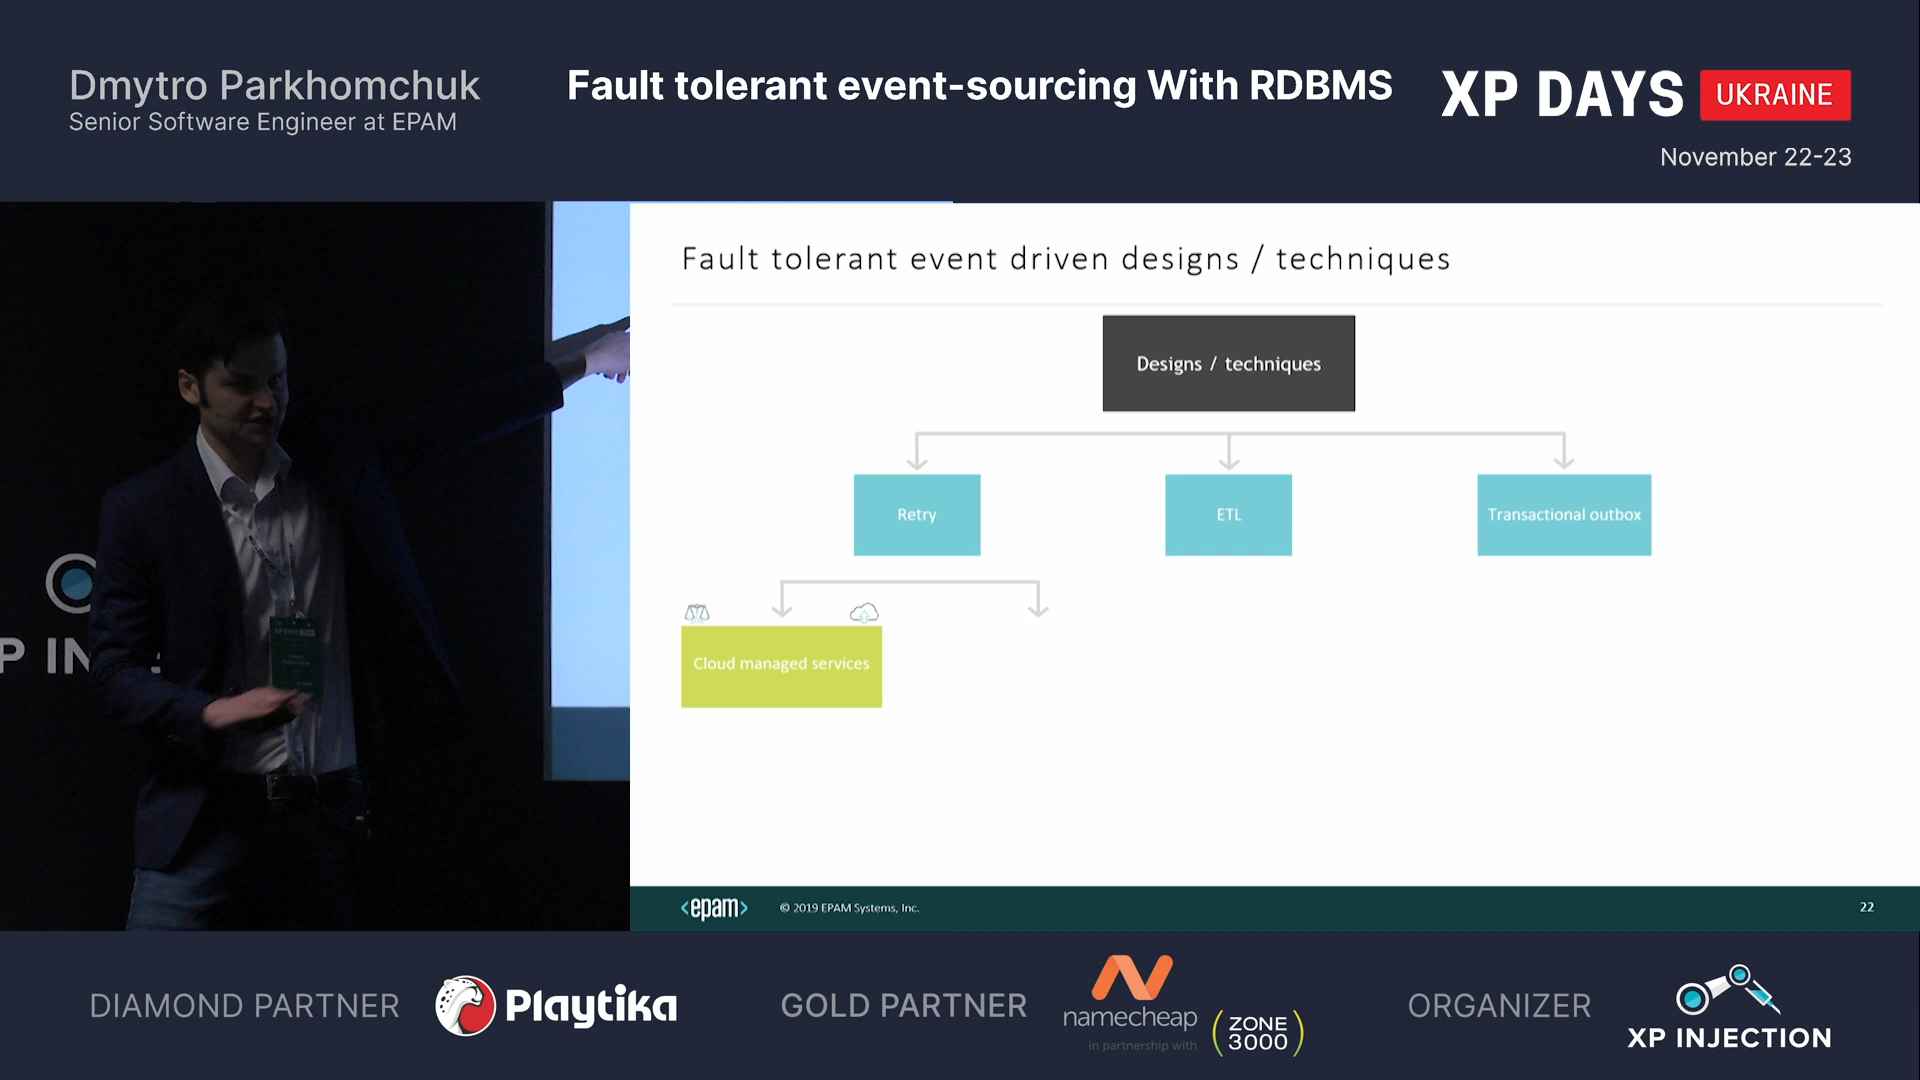 Dmytro Parkhomchuk
Senior Software Engineer at EPAM
Fault tolerant event-sourcing With RDBMS
XP DAYS UKRAINE
November 22-23
Fault tolerant event driven designs / techniques
Designs / techniques
Retry
ETL
Transactional outbox
Cloud managed services
<epam>
© 2019 EPAM Systems, Inc.
22
P IN
DIAMOND PARTNER
Playtika
GOLD PARTNER
namecheap
in partnership with
ZONE
3000
ORGANIZER
XP INJECTION